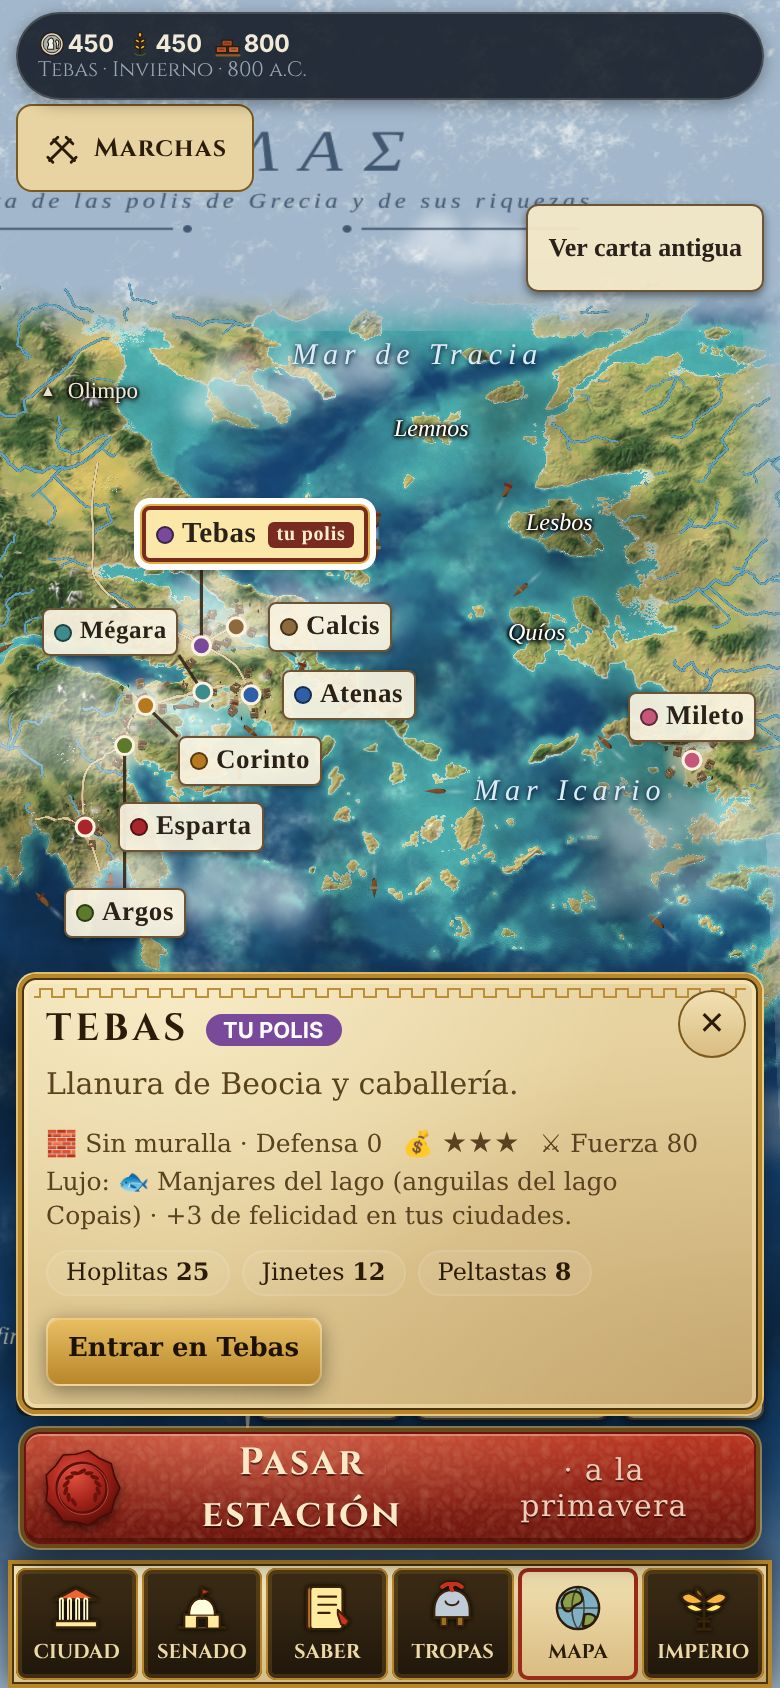 450 450 800
TEBAS · INVIERNO · 800 A.C.
MARCHAS
ΛΑΣ
de las polis de Grecia y de sus riquezas
Ver carta antigua
Mar de Tracia
Olimpo
Lemnos
Tebas tu polis
Lesbos
Mégara
Calcis
Quíos
Atenas
Mileto
Corinto
Mar Icario
Esparta
Argos
TEBAS TU POLIS
Llanura de Beocia y caballería.
Sin muralla · Defensa 0 ★★★ ⚔ Fuerza 80
Lujo: Manjares del lago (anguilas del lago
Copais) · +3 de felicidad en tus ciudades.
Hoplitas 25 Jinetes 12 Peltastas 8
Entrar en Tebas
PASAR
ESTACIÓN
· a la
primavera
CIUDAD SENADO SABER TROPAS MAPA IMPERIO